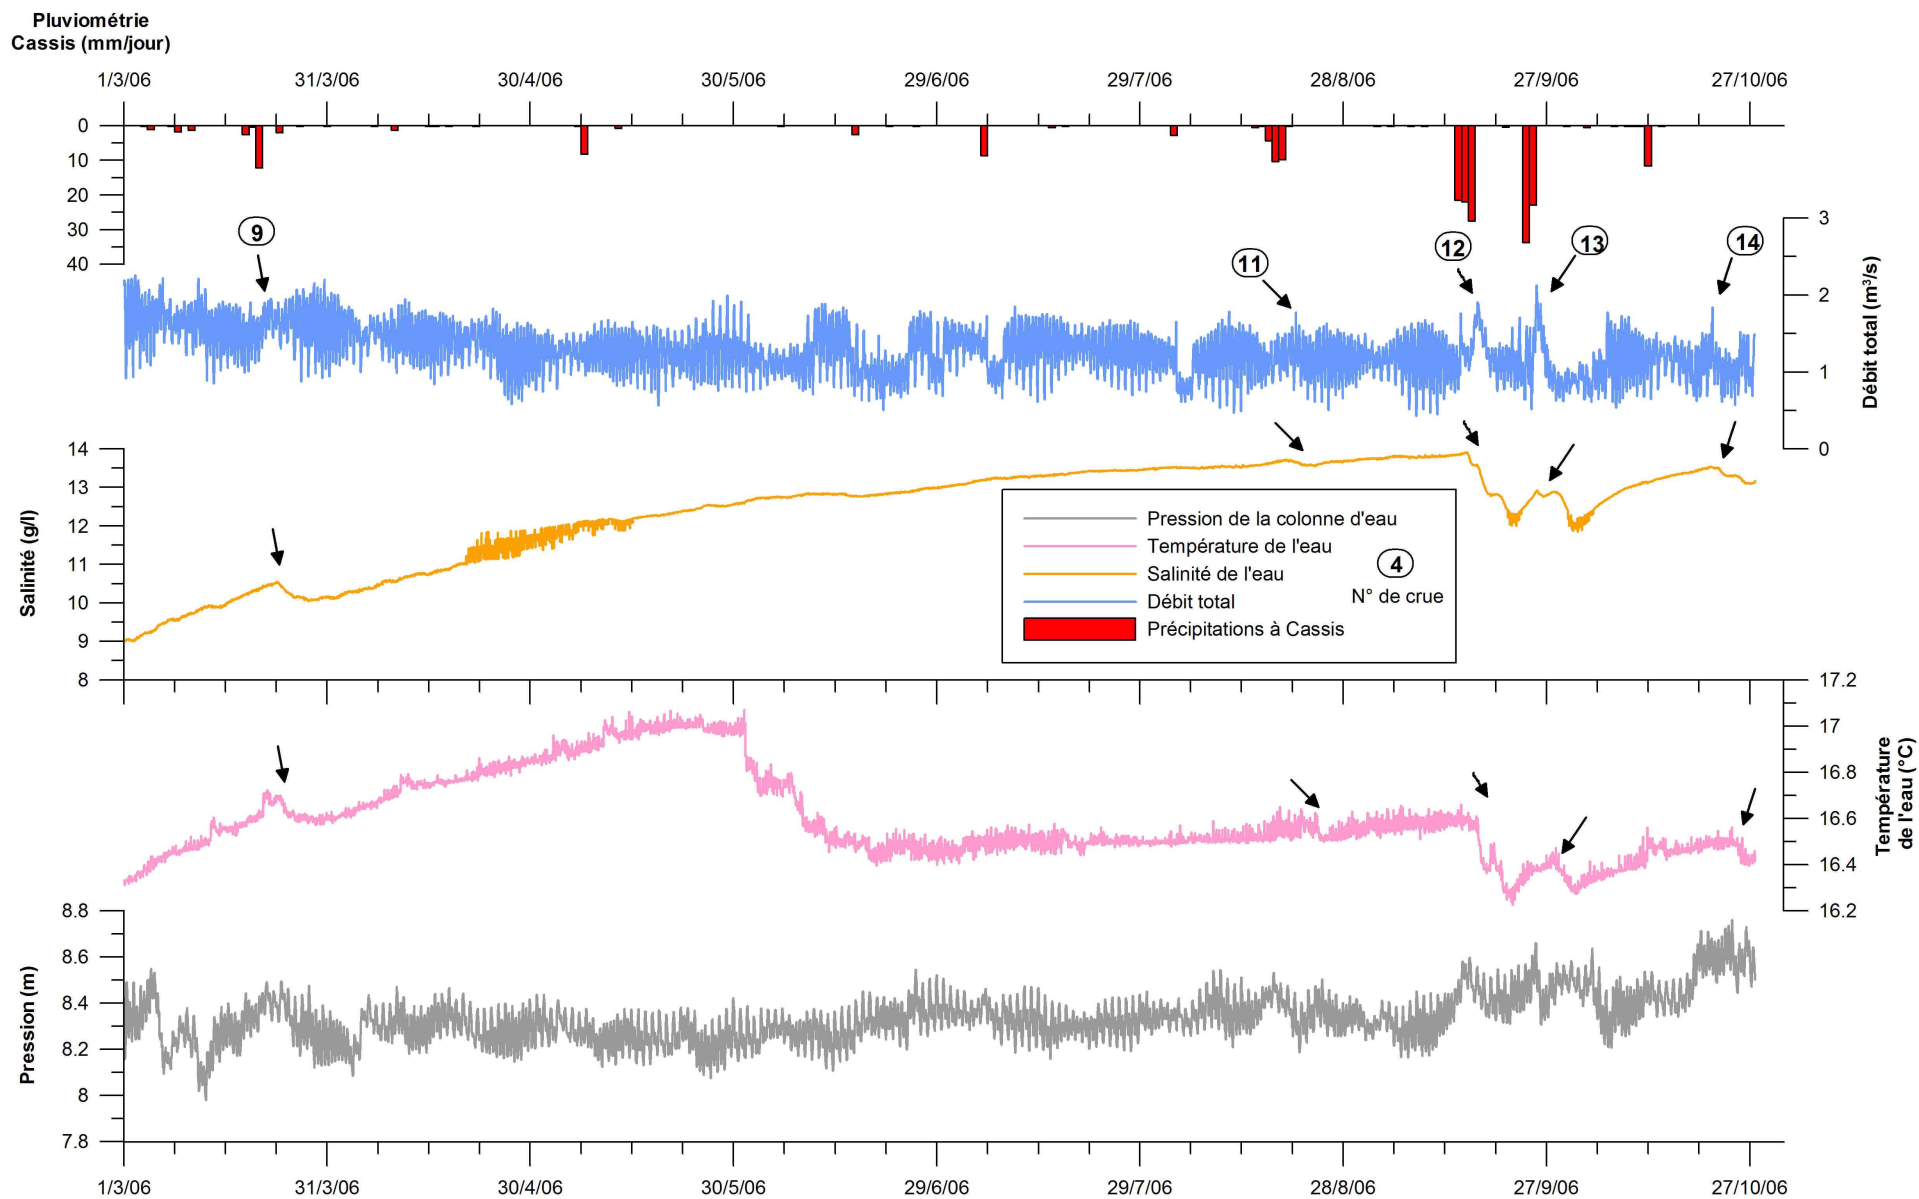 Pluviométrie
Cassis (mm/jour)
1/3/06 31/3/06 30/4/06 30/5/06 29/6/06 29/7/06 28/8/06 27/9/06 27/10/06
0
10
20
30
40
9
11
12
13
14
3
2
1
0
Débit total (m³/s)
14
13
12
11
10
9
8
Salinité (g/l)
Pression de la colonne d'eau
Température de l'eau
Salinité de l'eau
Débit total
Précipitations à Cassis
4
N° de crue
17.2
17
16.8
16.6
16.4
16.2
Température
de l'eau (°C)
8.8
8.6
8.4
8.2
8
7.8
Pression (m)
1/3/06 31/3/06 30/4/06 30/5/06 29/6/06 29/7/06 28/8/06 27/9/06 27/10/06